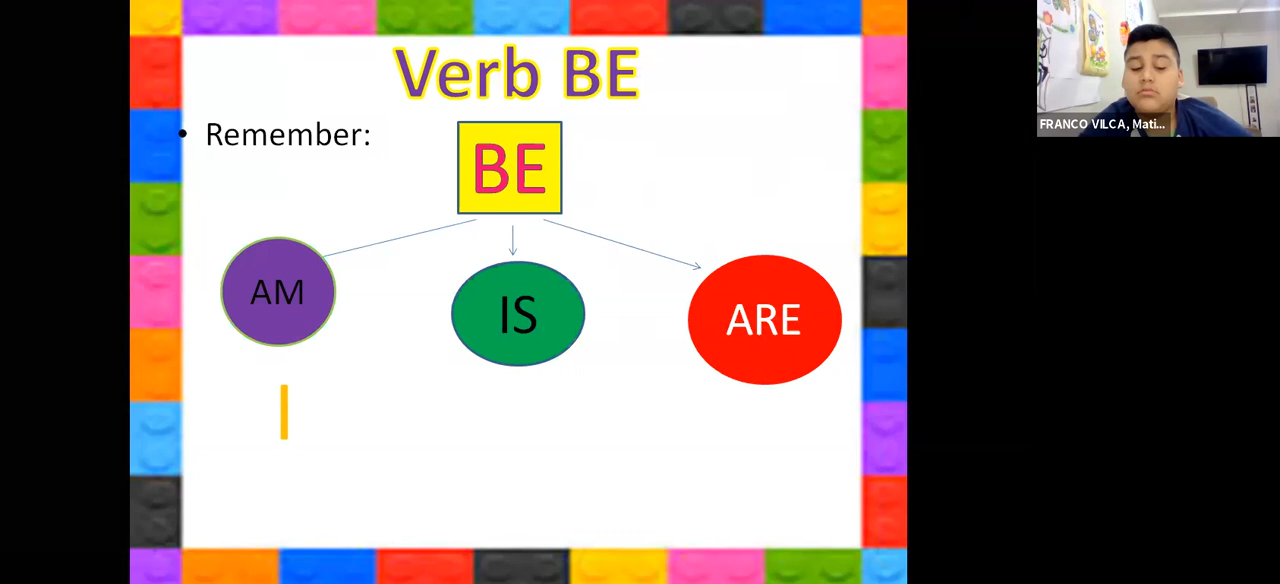 Verb BE
• Remember:
BE
AM
IS
ARE
I
FRANCO VILCA, Mati...